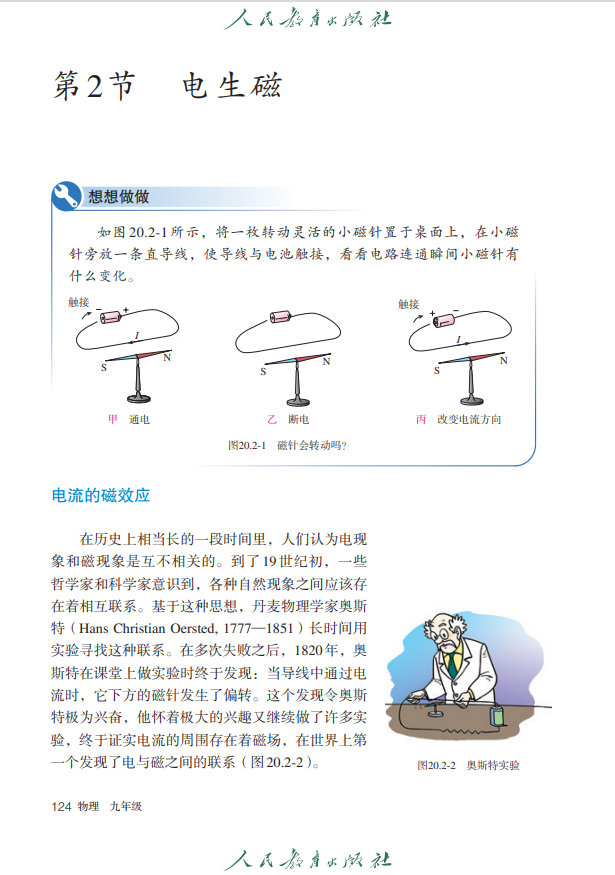 人民教育出版社
第2节 电生磁
想想做做
如图20.2-1所示，将一枚转动灵活的小磁针置于桌面上，在小磁
针旁放一条直导线，使导线与电池触接，看看电路连通瞬间小磁针有
什么变化。
触接 - +
I
S N
甲 通电
S N
乙 断电
触接 + -
I
S N
丙 改变电流方向
图20.2-1 磁针会转动吗？
电流的磁效应
在历史上相当长的一段时间里，人们认为电现
象和磁现象是互不相关的。到了19世纪初，一些
哲学家和科学家意识到，各种自然现象之间应该存
在着相互联系。基于这种思想，丹麦物理学家奥斯
特（Hans Christian Oersted, 1777—1851）长时间用
实验寻找这种联系。在多次失败之后，1820年，奥
斯特在课堂上做实验时终于发现：当导线中通过电
流时，它下方的磁针发生了偏转。这个发现令奥斯
特极为兴奋，他怀着极大的兴趣又继续做了许多实
验，终于证实电流的周围存在着磁场，在世界上第
一个发现了电与磁之间的联系（图20.2-2）。
图20.2-2 奥斯特实验
124 物理 九年级
人民教育出版社